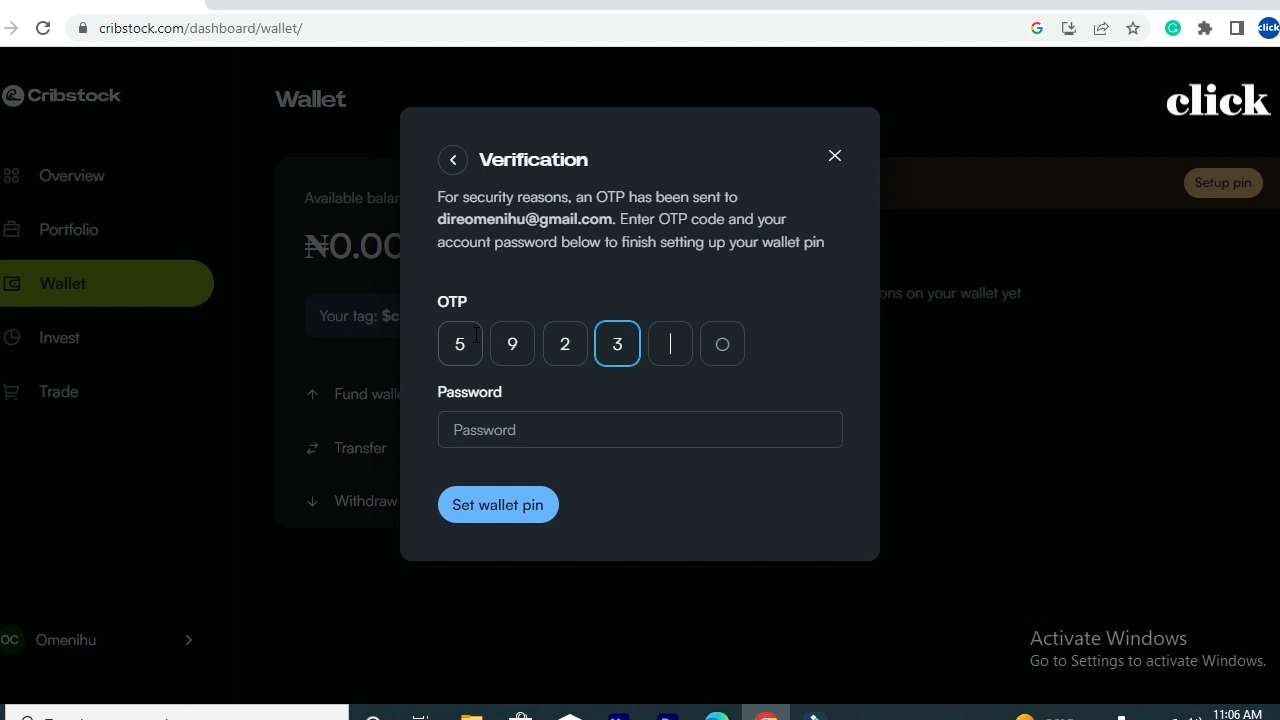 cribstock.com/dashboard/wallet/
click
Cribstock
Wallet
click
Verification
For security reasons, an OTP has been sent to
direomenihu@gmail.com. Enter OTP code and your
account password below to finish setting up your wallet pin
Overview
Available balan
Setup pin
Portfolio
₦0.00
Wallet
ons on your wallet yet
Your tag: $c
OTP
5 9 2 3
Invest
Trade
Fund walle
Password
Password
Transfer
Withdraw
Set wallet pin
OC
Omenihu
Activate Windows
Go to Settings to activate Windows.
11:06 AM